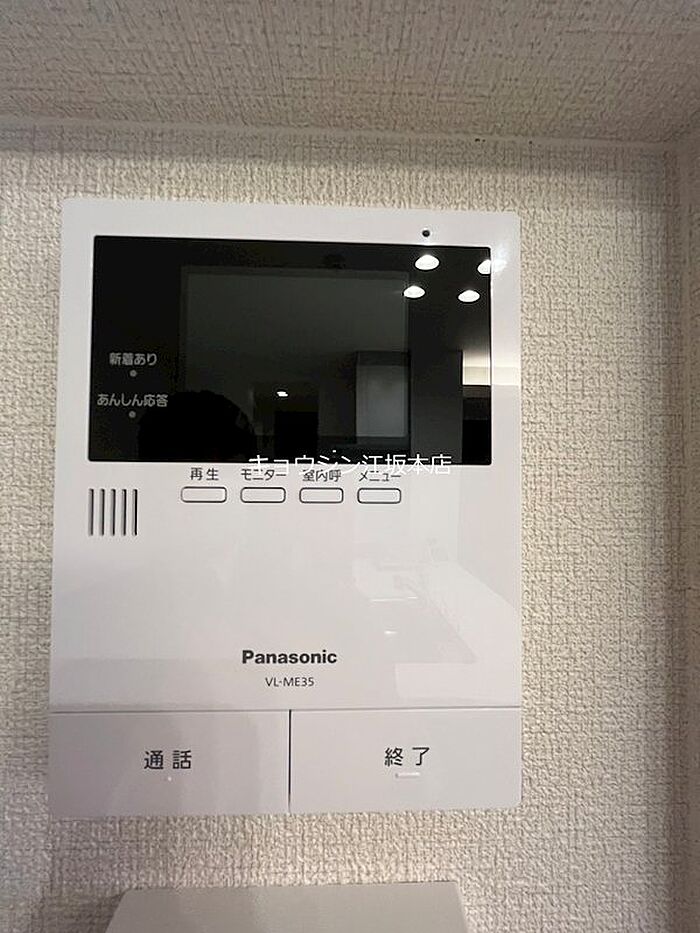 新着あり
あんしん応答
キョウシン江坂本店
再生 モニター 室内呼 メニュー
Panasonic
VL-ME35
通話 終了